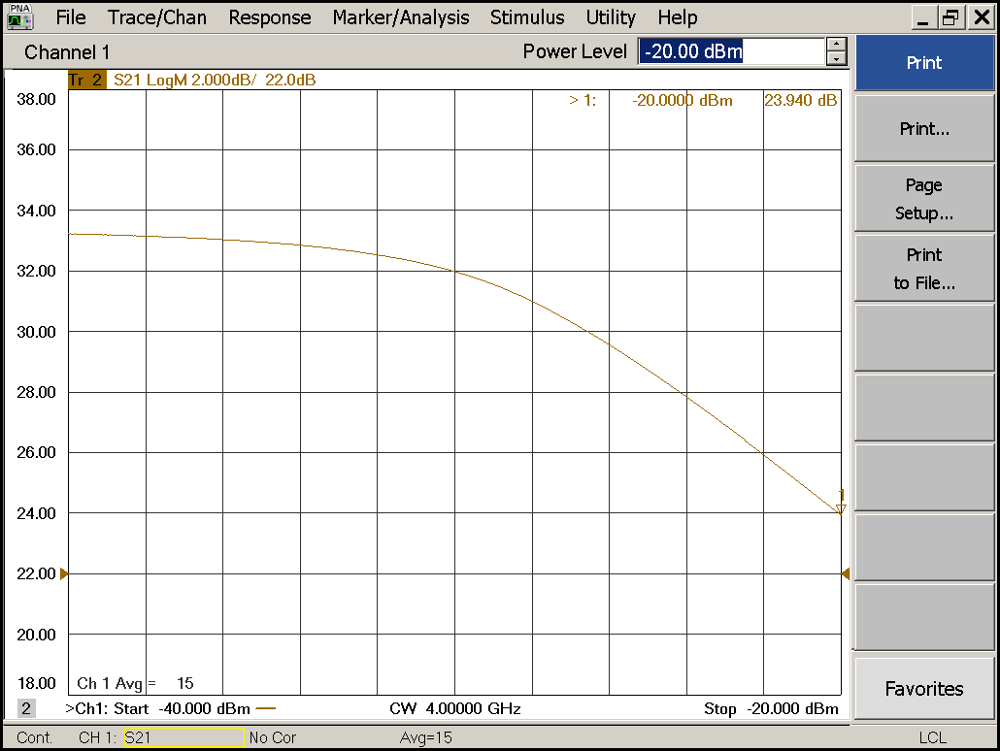 PNA
File Trace/Chan Response Marker/Analysis Stimulus Utility Help
Channel 1 Power Level -20.00 dBm
Print
Tr 2 S21 LogM 2.000dB/ 22.0dB
38.00
> 1: -20.0000 dBm 23.940 dB
Print...
36.00
Page
Setup...
34.00
Print
to File...
32.00
30.00
28.00
26.00
1
24.00
22.00
20.00
18.00
Ch 1 Avg = 15
Favorites
2 >Ch1: Start -40.000 dBm CW 4.00000 GHz Stop -20.000 dBm
Cont. CH 1: S21 No Cor Avg=15 LCL